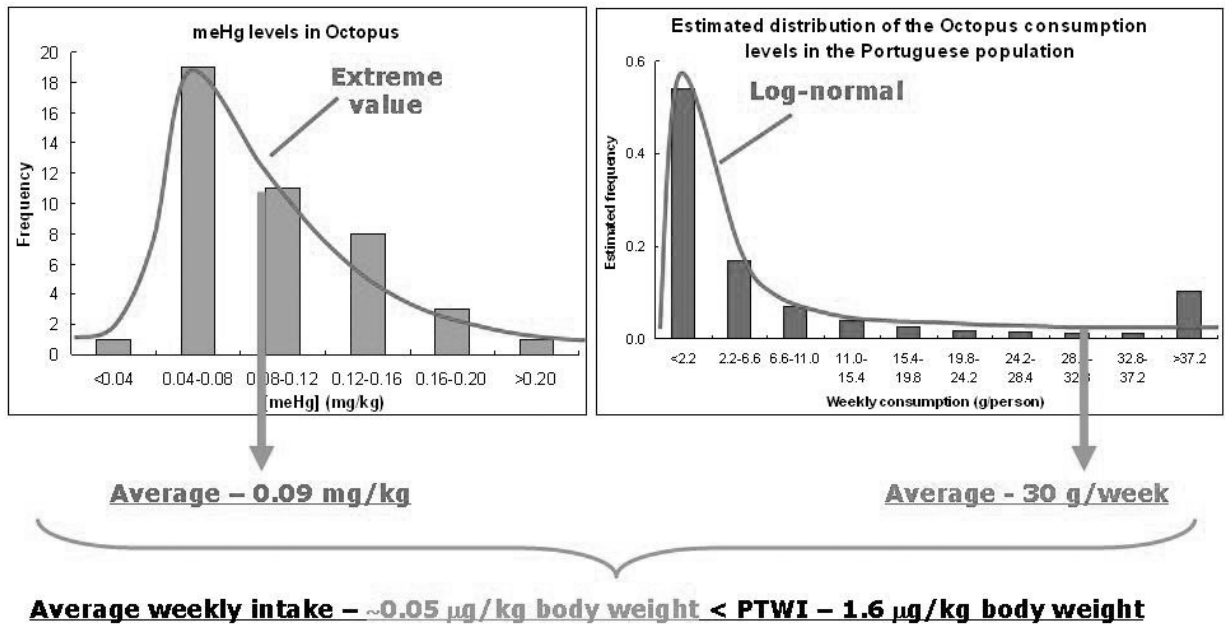 meHg levels in Octopus
Extreme
value
Frequency
20
18
16
14
12
10
8
6
4
2
0
<0.04
0.04-0.08
0.08-0.12
0.12-0.16
0.16-0.20
>0.20
[meHg] (mg/kg)
Estimated distribution of the Octopus consumption
levels in the Portuguese population
Log-normal
Estimated frequency
0.6
0.4
0.2
0.0
<2.2
2.2-6.6
6.6-11.0
11.0-
15.4
15.4-
19.8
19.8-
24.2
24.2-
28.4
32.8-
37.2
>37.2
Weekly consumption (g/person)
Average – 0.09 mg/kg
Average - 30 g/week
Average weekly intake – ~0.05 μg/kg body weight < PTWI – 1.6 μg/kg body weight